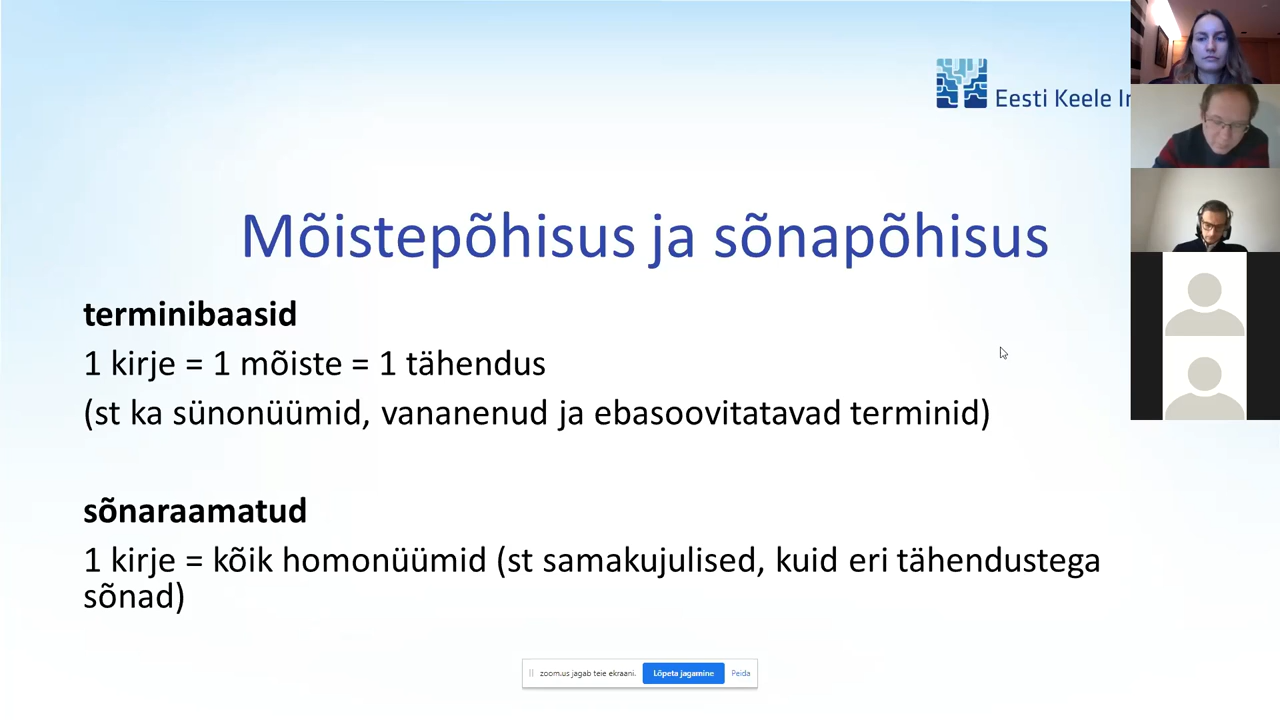 Eesti Keele
Mõistepõhisus ja sõnapõhisus
terminibaasid
1 kirje = 1 mõiste = 1 tähendus
(st ka sünonüümid, vananenud ja ebasoovitatavad terminid)
sõnaraamatud
1 kirje = kõik homonüümid (st samakujulised, kuid eri tähendustega
sõnad)
zoom.us jagab teie ekraani. Lõpeta jagamine Peida